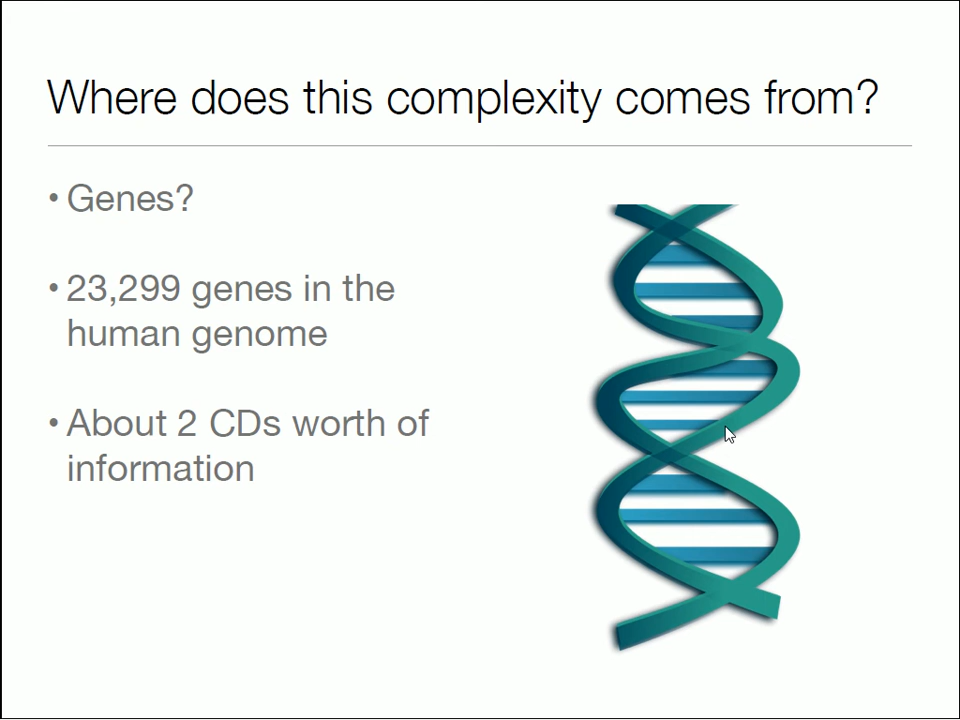 Where does this complexity comes from?
• Genes?
• 23,299 genes in the
human genome
• About 2 CDs worth of
information